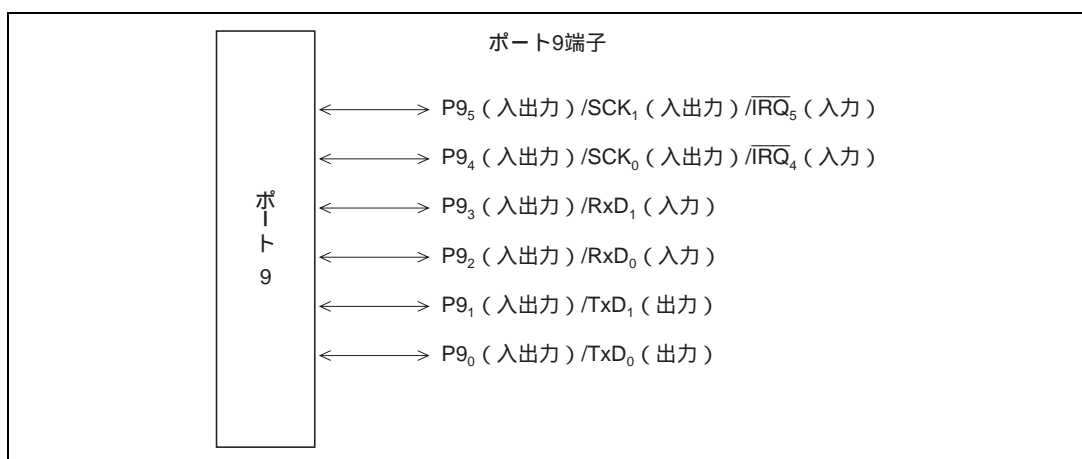 ポート9端子
P9₅(入出力)/SCK₁(入出力)/I̅R̅Q̅₅(入力)
P9₄(入出力)/SCK₀(入出力)/I̅R̅Q̅₄(入力)
P9₃(入出力)/RxD₁(入力)
P9₂(入出力)/RxD₀(入力)
P9₁(入出力)/TxD₁(出力)
P9₀(入出力)/TxD₀(出力)
ポート9